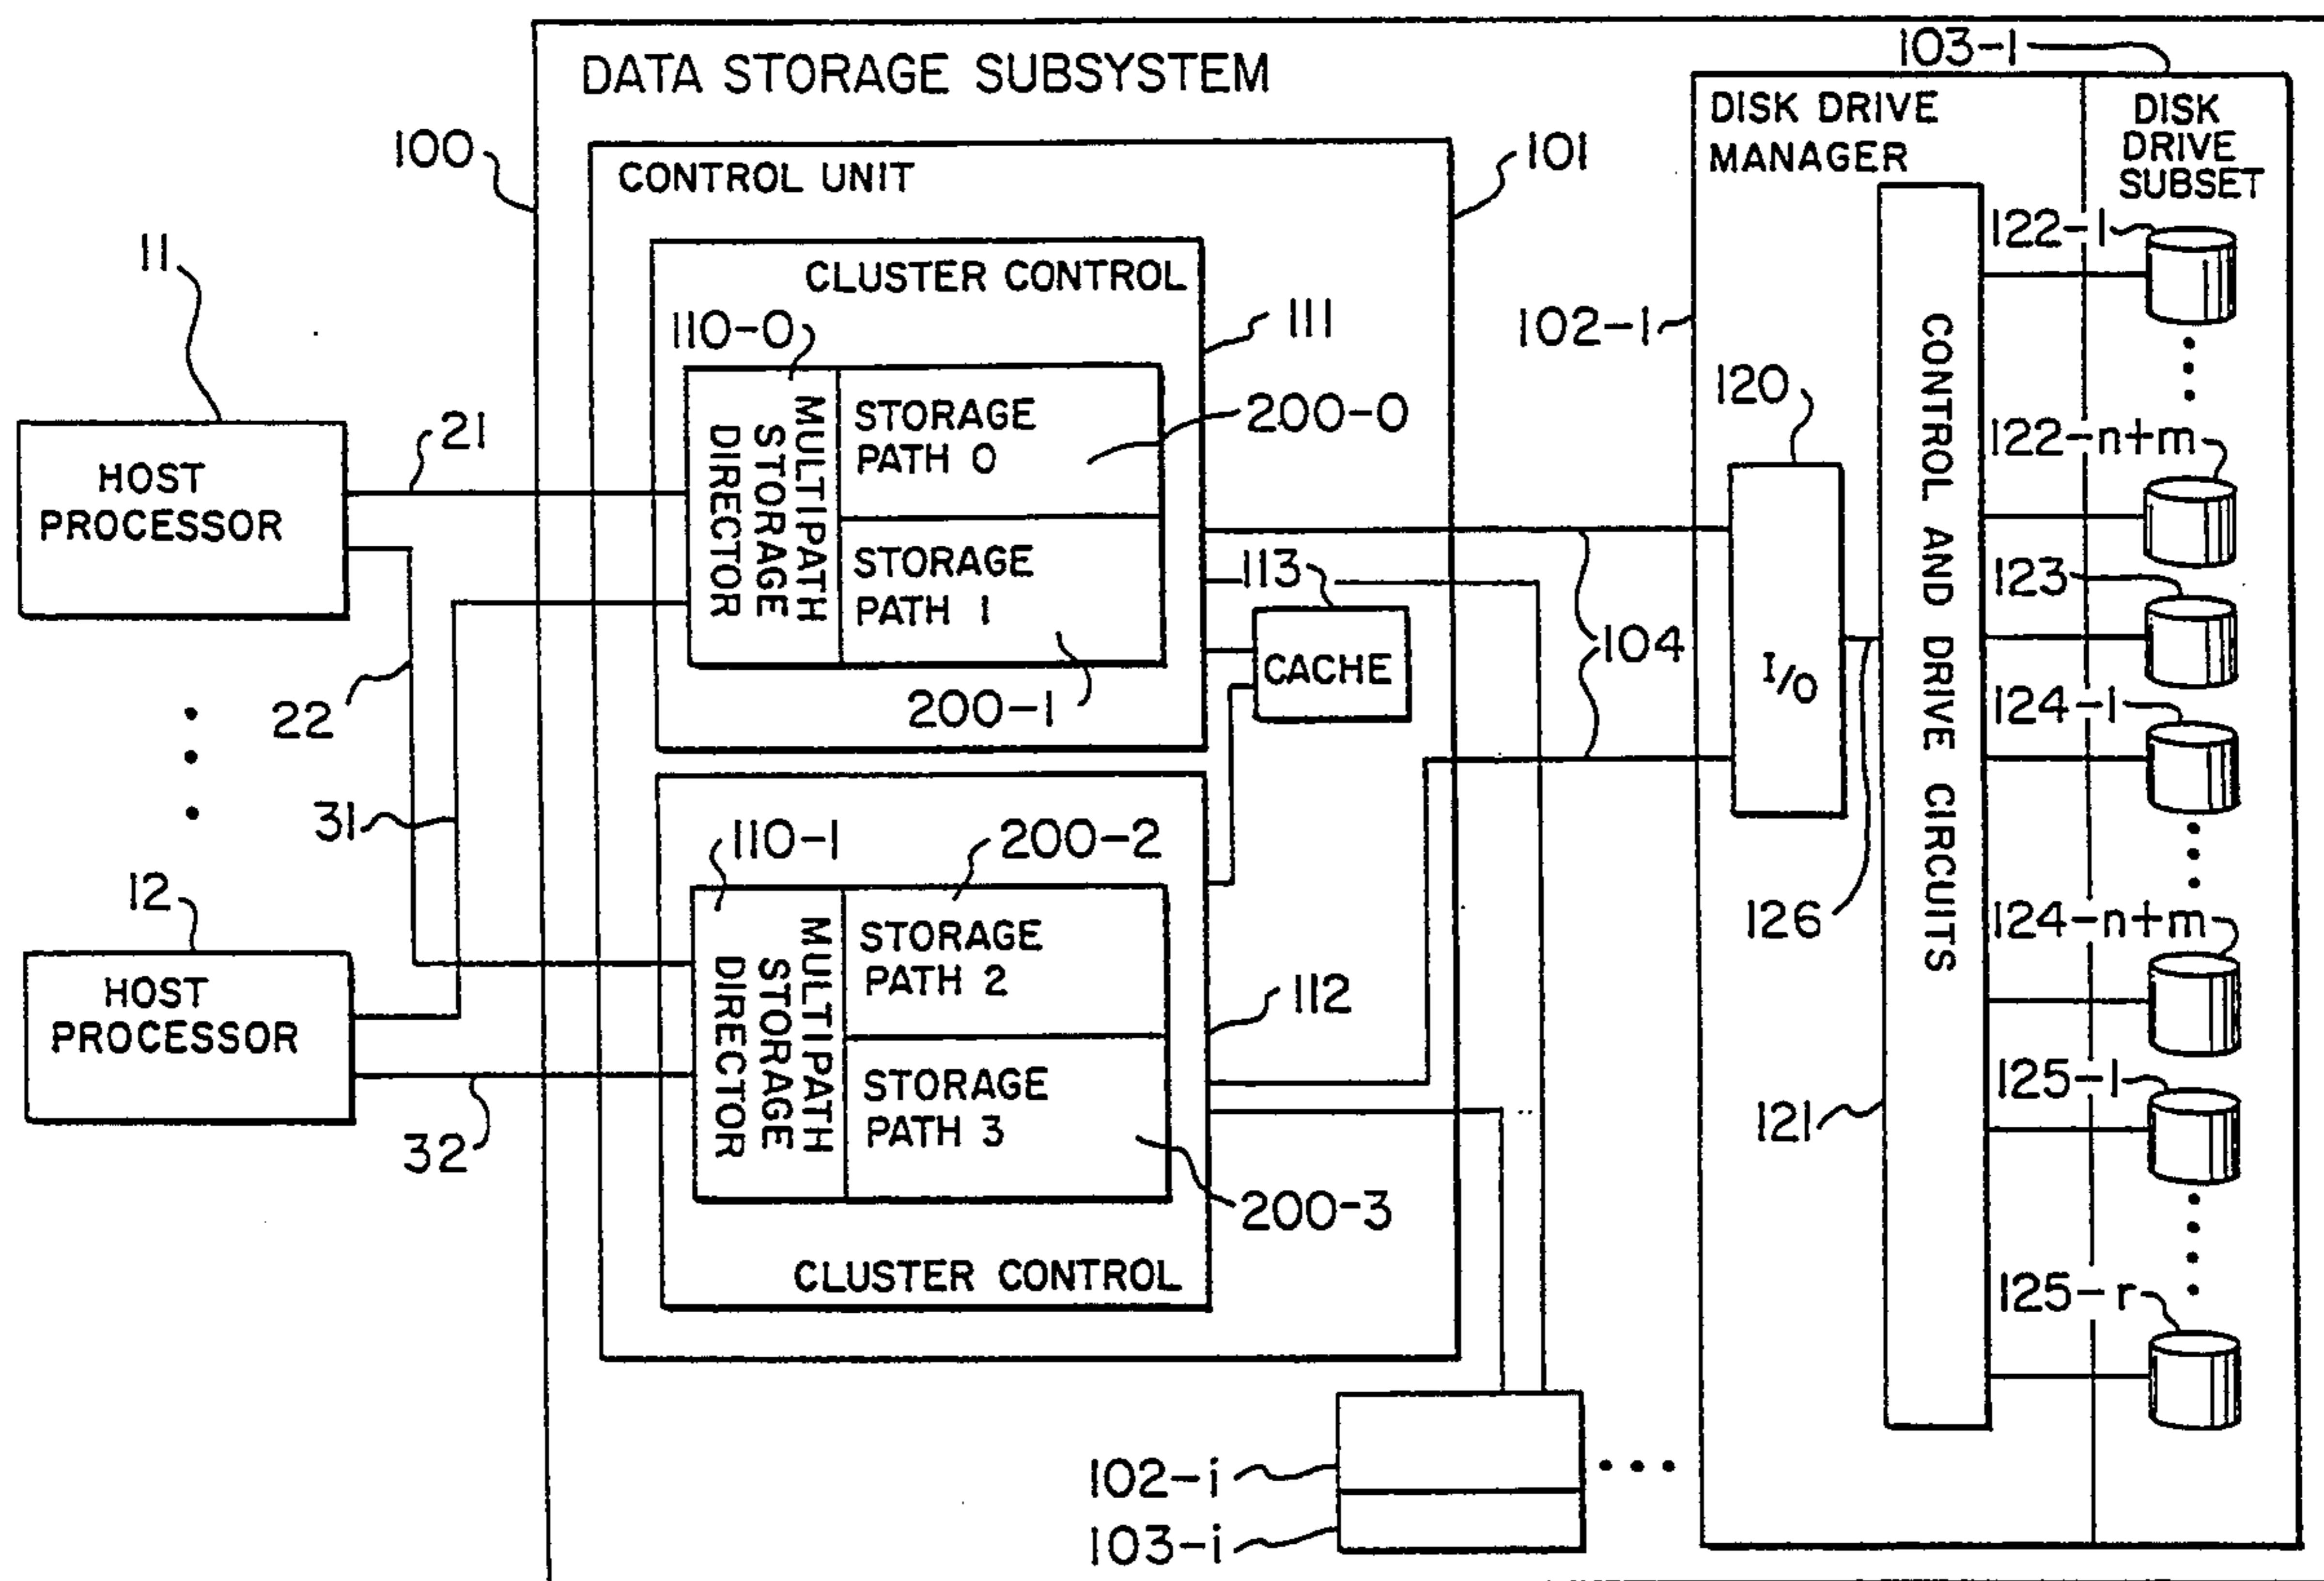 DATA STORAGE SUBSYSTEM
100
CONTROL UNIT
101
CLUSTER CONTROL
111
110-0
MULTIPATH
STORAGE
DIRECTOR
STORAGE
PATH 0
200-0
STORAGE
PATH 1
200-1
11
HOST
PROCESSOR
21
22
31
12
HOST
PROCESSOR
32
113
CACHE
104
110-1
200-2
MULTIPATH
STORAGE
DIRECTOR
STORAGE
PATH 2
STORAGE
PATH 3
200-3
112
CLUSTER CONTROL
102-i
103-i
103-1
DISK DRIVE
MANAGER
DISK
DRIVE
SUBSET
102-1
120
I/O
126
CONTROL AND DRIVE CIRCUITS
121
122-1
122-n+m
123
124-1
124-n+m
125-1
125-r